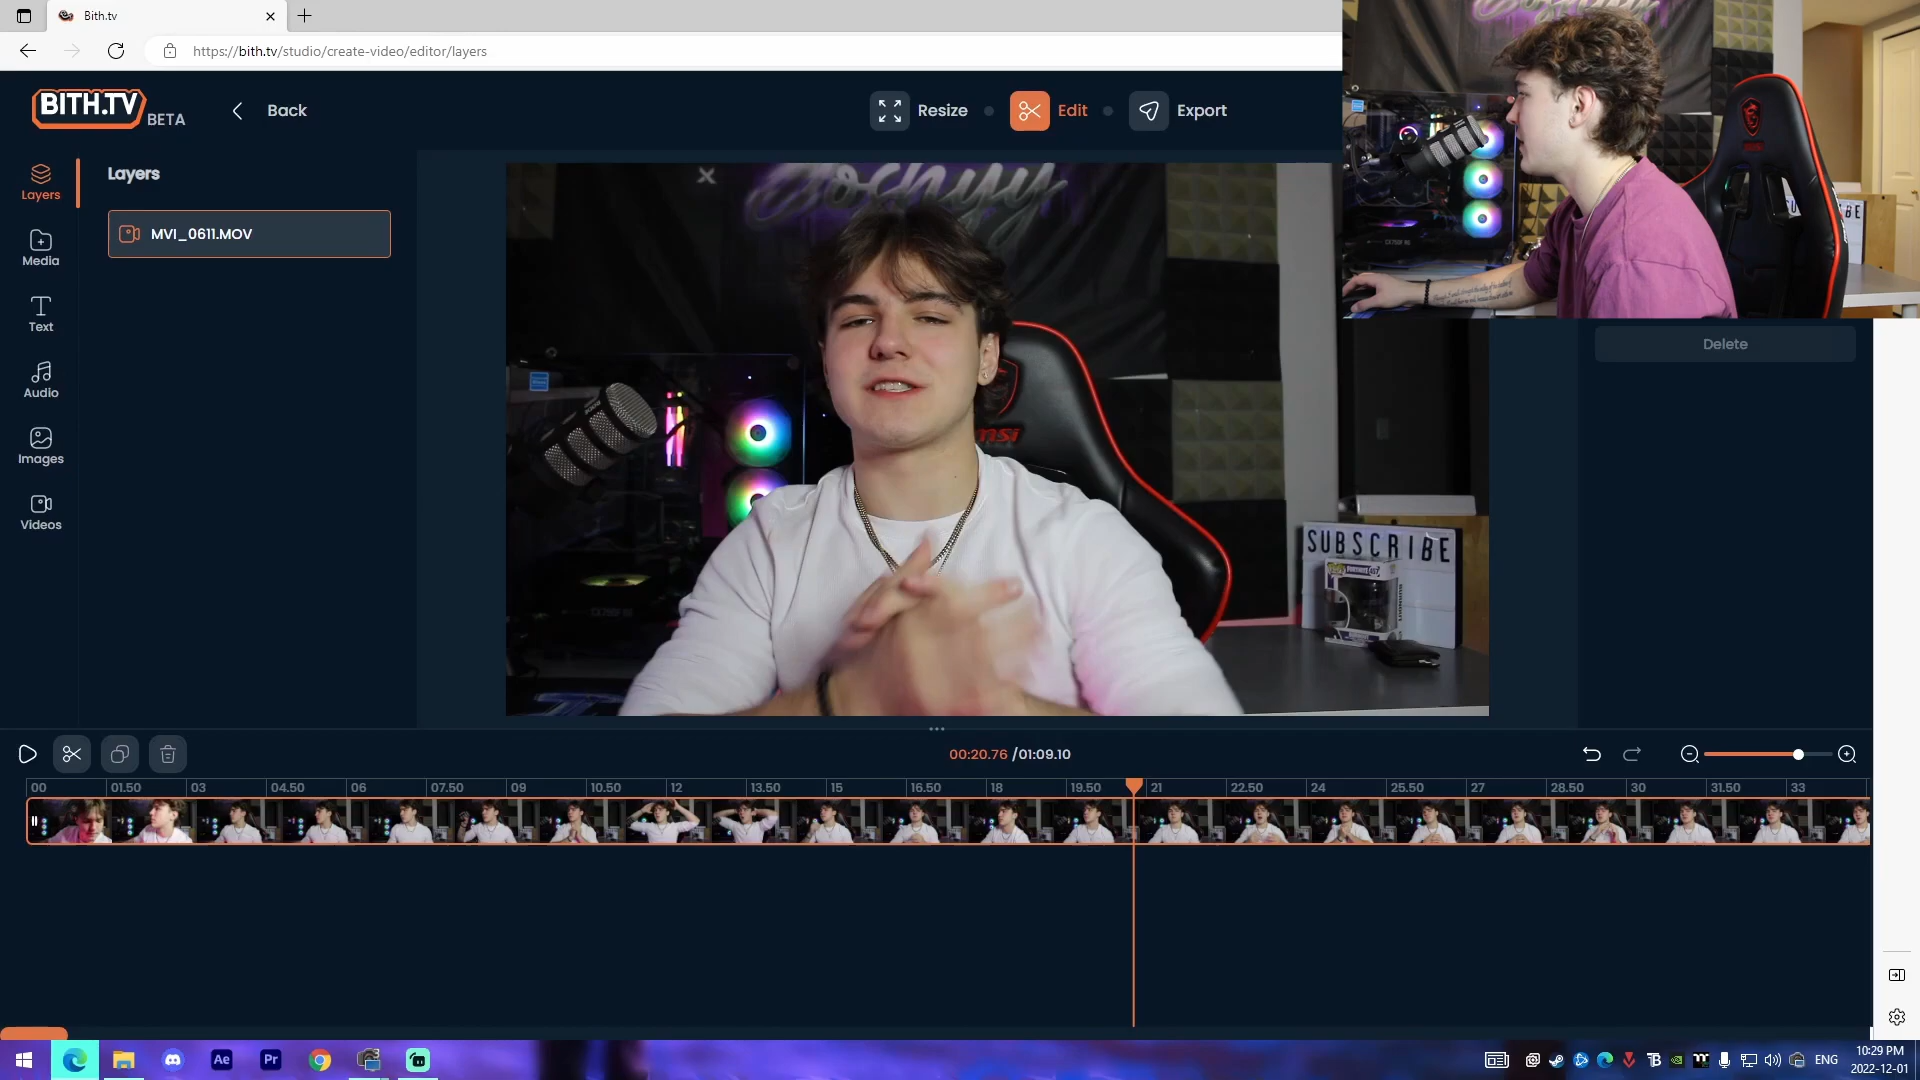 Bith.tv
https://bith.tv/studio/create-video/editor/layers
BITH.TV
BETA
Back
Resize
Edit
Export
Layers
Media
Text
Audio
Images
Videos
Layers
MVI_0611.MOV
msi
SUBSCRIBE
Delete
00:20.76 /01:09.10
00 01.50 03 04.50 06 07.50 09 10.50 12 13.50 15 16.50 18 19.50 21 22.50 24 25.50 27 28.50 30 31.50 33
Ae
Pr
ENG
10:29 PM
2022-12-01